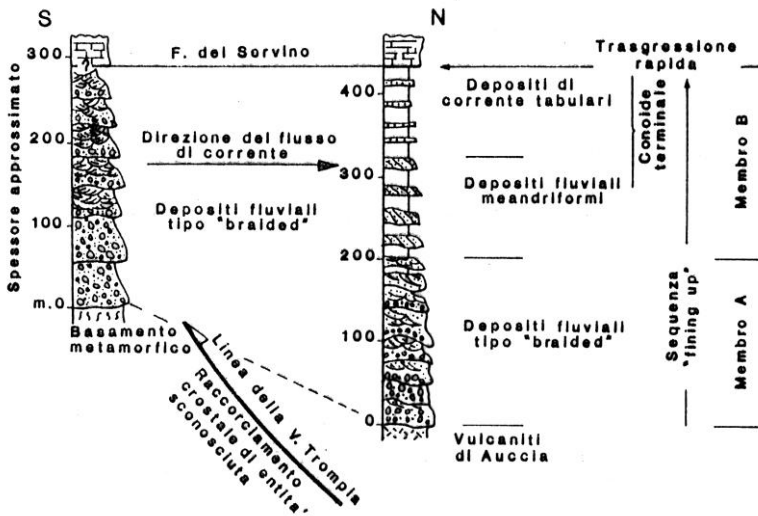 S
N
300
200
100
m.0
Spessore approssimato
F. del Servino
Direzione del flusso
di corrente
Depositi fluviali
tipo "braided"
Basamento
metamorfico
Linea della V. Trompia
Raccorciamento
crostale di entità'
sconosciuta
400
300
200
100
0
Trasgressione
rapida
Depositi di
corrente tabulari
Depositi fluviali
meandriformi
Depositi fluviali
tipo "braided"
Vulcaniti
di Auccia
Conoide
terminale
Sequenza
"fining up"
Membro B
Membro A